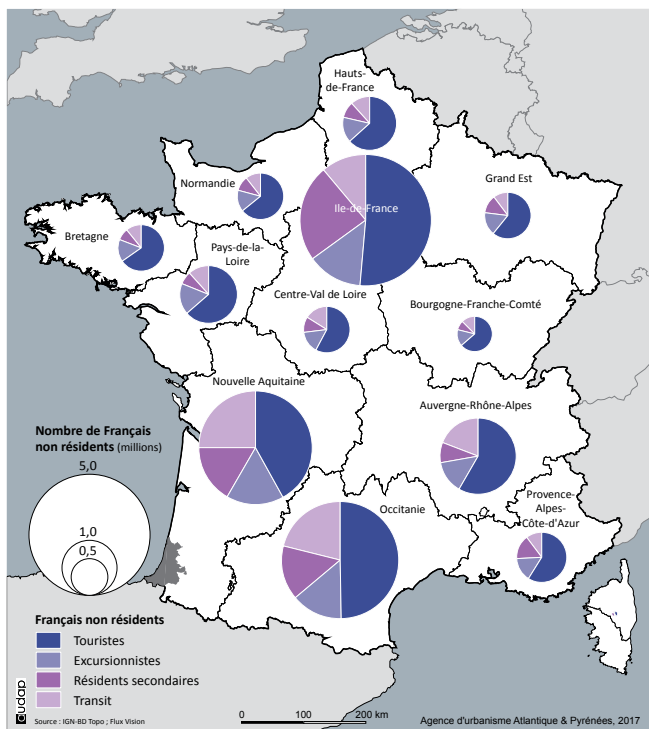 Hauts-
de-France
Normandie
Grand Est
Ile-de-France
Bretagne
Pays-de-la-
Loire
Centre-Val de Loire
Bourgogne-Franche-Comté
Nouvelle Aquitaine
Auvergne-Rhône-Alpes
Provence-
Alpes-
Côte-d'Azur
Occitanie
Nombre de Français
non résidents (millions)
5,0
1,0
0,5
Français non résidents
Touristes
Excursionnistes
Résidents secondaires
Transit
audap
Source : IGN-BD Topo ; Flux Vision
0 100 200 km
Agence d'urbanisme Atlantique & Pyrénées, 2017